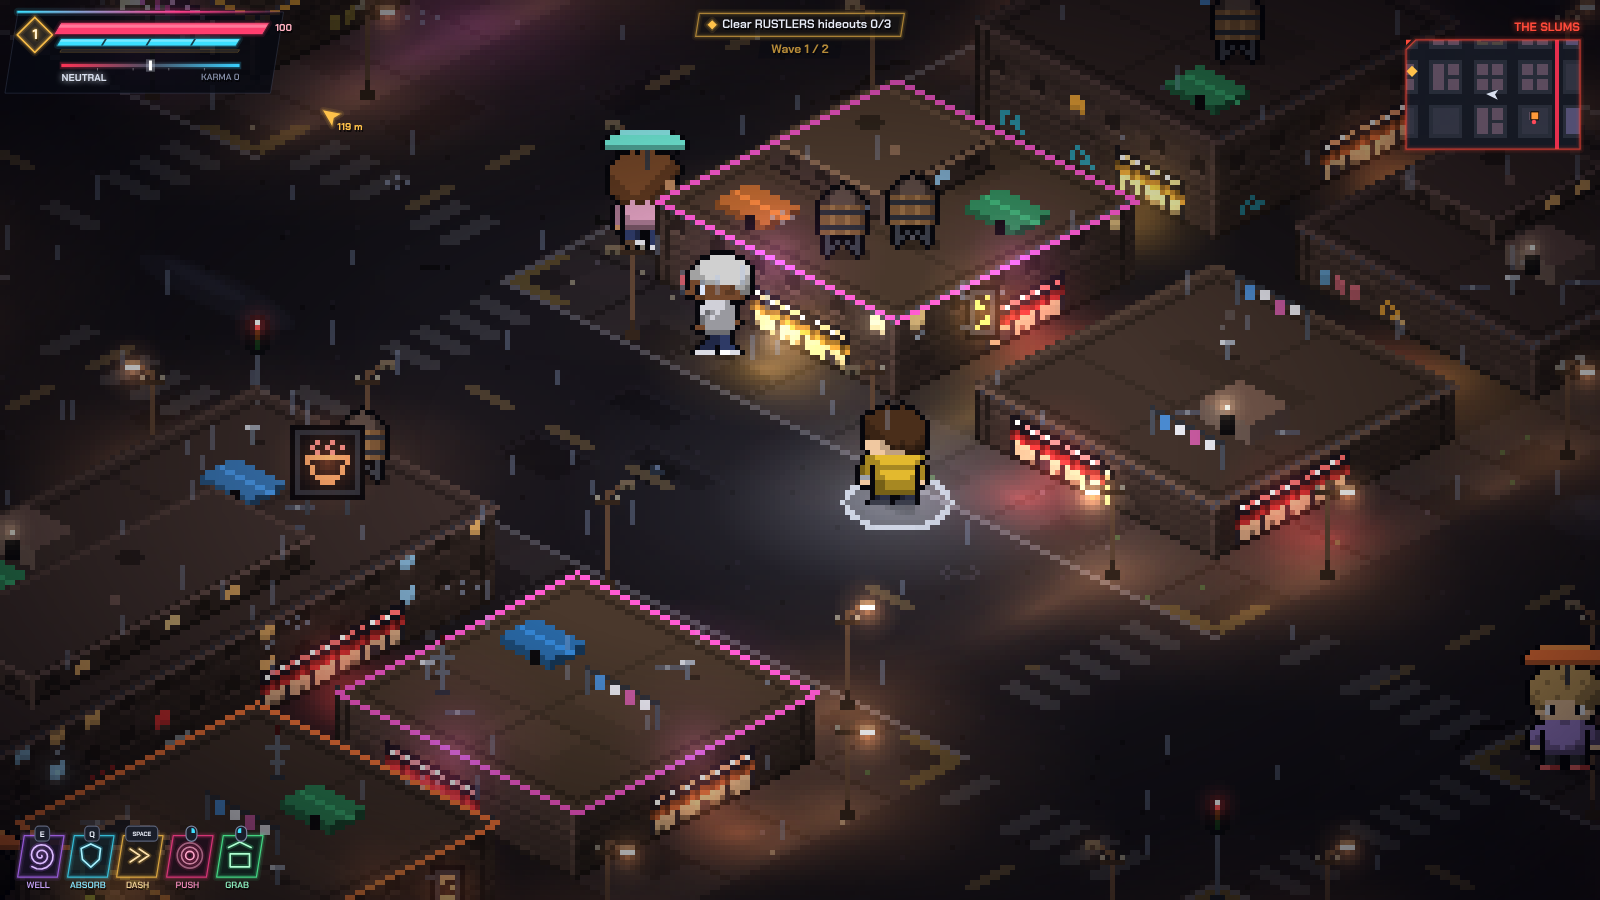 1
100
NEUTRAL
KARMA 0
119 m
Clear RUSTLERS hideouts 0/3
Wave 1 / 2
THE SLUMS
E
Q
SPACE
WELL
ABSORB
DASH
PUSH
GRAB